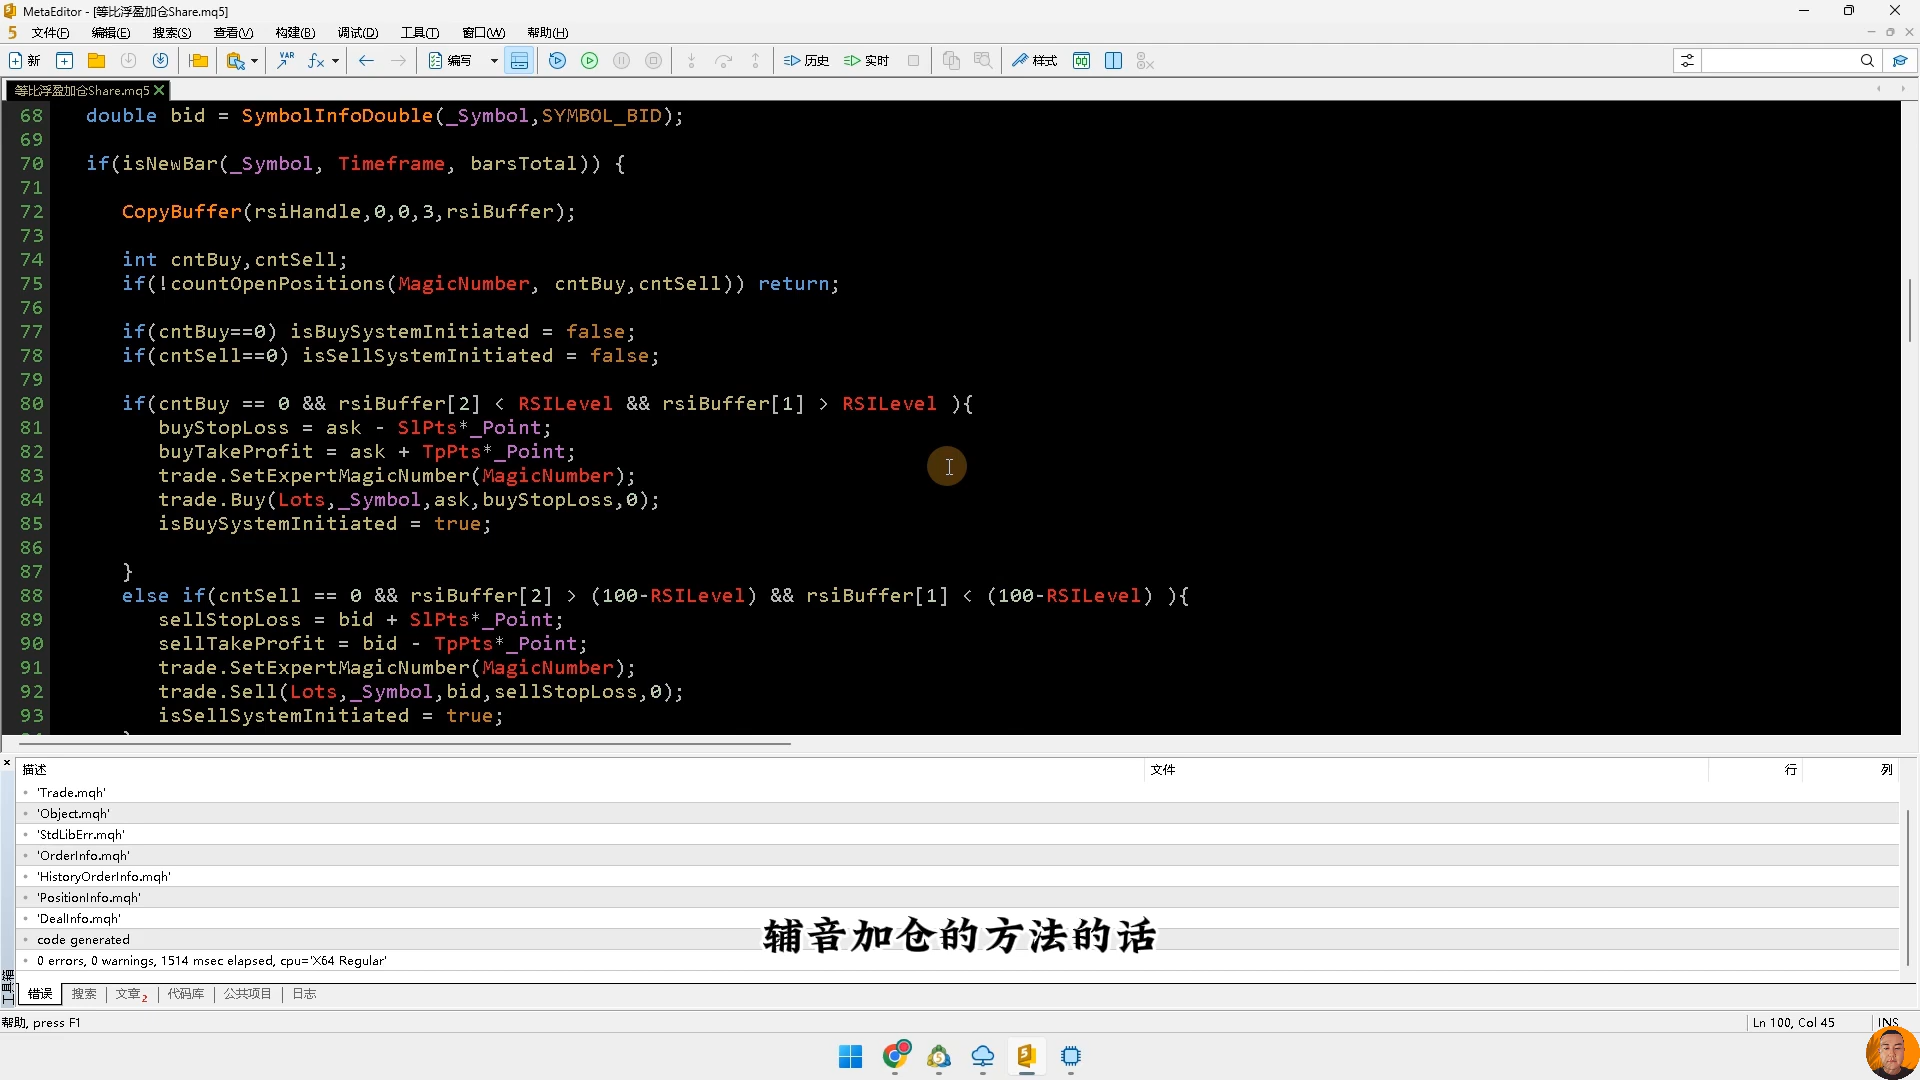 MetaEditor - [等比浮盈加仓Share.mq5]
文件(F) 编辑(E) 搜索(S) 查看(V) 构建(B) 调试(D) 工具(T) 窗口(W) 帮助(H)
新 VAR 编写 历史 实时 样式
等比浮盈加仓Share.mq5
68 double bid = SymbolInfoDouble(_Symbol,SYMBOL_BID);
69
70 if(isNewBar(_Symbol, Timeframe, barsTotal)) {
71
72 CopyBuffer(rsiHandle,0,0,3,rsiBuffer);
73
74 int cntBuy,cntSell;
75 if(!countOpenPositions(MagicNumber, cntBuy,cntSell)) return;
76
77 if(cntBuy==0) isBuySystemInitiated = false;
78 if(cntSell==0) isSellSystemInitiated = false;
79
80 if(cntBuy == 0 && rsiBuffer[2] < RSILevel && rsiBuffer[1] > RSILevel ){
81 buyStopLoss = ask - SlPts*_Point;
82 buyTakeProfit = ask + TpPts*_Point;
83 trade.SetExpertMagicNumber(MagicNumber);
84 trade.Buy(Lots,_Symbol,ask,buyStopLoss,0);
85 isBuySystemInitiated = true;
86
87 }
88 else if(cntSell == 0 && rsiBuffer[2] > (100-RSILevel) && rsiBuffer[1] < (100-RSILevel) ){
89 sellStopLoss = bid + SlPts*_Point;
90 sellTakeProfit = bid - TpPts*_Point;
91 trade.SetExpertMagicNumber(MagicNumber);
92 trade.Sell(Lots,_Symbol,bid,sellStopLoss,0);
93 isSellSystemInitiated = true;
描述 文件 行 列
'Trade.mqh'
'Object.mqh'
'StdLibErr.mqh'
'OrderInfo.mqh'
'HistoryOrderInfo.mqh'
'PositionInfo.mqh'
'DealInfo.mqh'
code generated
0 errors, 0 warnings, 1514 msec elapsed, cpu='X64 Regular'
辅音加仓的方法的话
工具箱
错误 搜索 文章 2 代码库 公共项目 日志
帮助, press F1 Ln 100, Col 45 INS